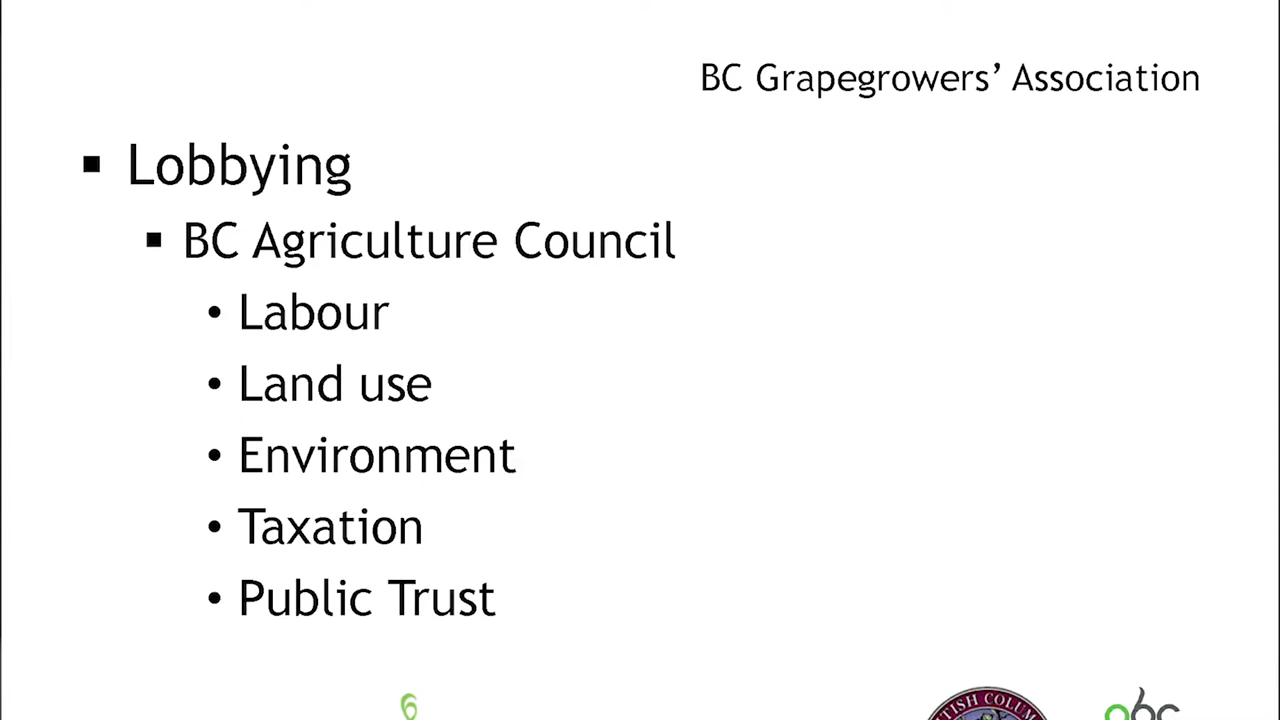 BC Grapegrowers’ Association
▪ Lobbying
▪ BC Agriculture Council
• Labour
• Land use
• Environment
• Taxation
• Public Trust
6